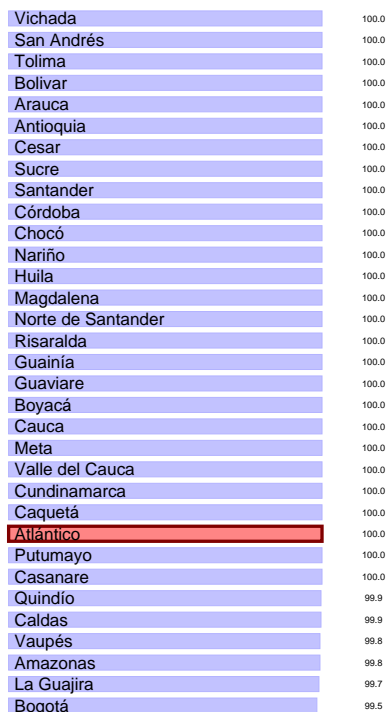 Vichada 100.0
San Andrés 100.0
Tolima 100.0
Bolivar 100.0
Arauca 100.0
Antioquia 100.0
Cesar 100.0
Sucre 100.0
Santander 100.0
Córdoba 100.0
Chocó 100.0
Nariño 100.0
Huila 100.0
Magdalena 100.0
Norte de Santander 100.0
Risaralda 100.0
Guainía 100.0
Guaviare 100.0
Boyacá 100.0
Cauca 100.0
Meta 100.0
Valle del Cauca 100.0
Cundinamarca 100.0
Caquetá 100.0
Atlántico 100.0
Putumayo 100.0
Casanare 100.0
Quindío 99.9
Caldas 99.9
Vaupés 99.8
Amazonas 99.8
La Guajira 99.7
Bogotá 99.5